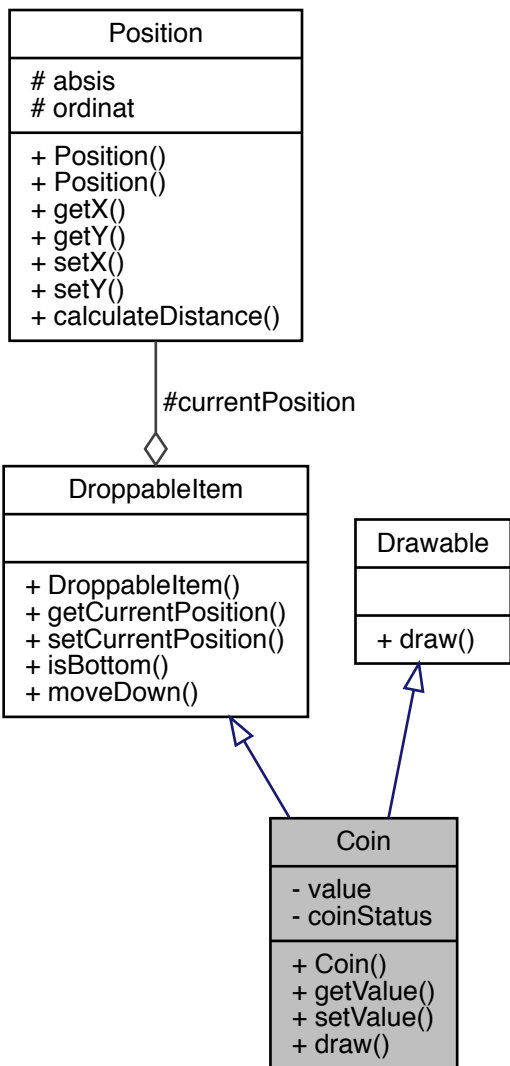 Position
# absis
# ordinat
+ Position()
+ Position()
+ getX()
+ getY()
+ setX()
+ setY()
+ calculateDistance()
#currentPosition
DroppableItem
+ DroppableItem()
+ getCurrentPosition()
+ setCurrentPosition()
+ isBottom()
+ moveDown()
Drawable
+ draw()
Coin
- value
- coinStatus
+ Coin()
+ getValue()
+ setValue()
+ draw()